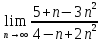 lim n→∞ (5+n−3n²)/(4−n+2n²)